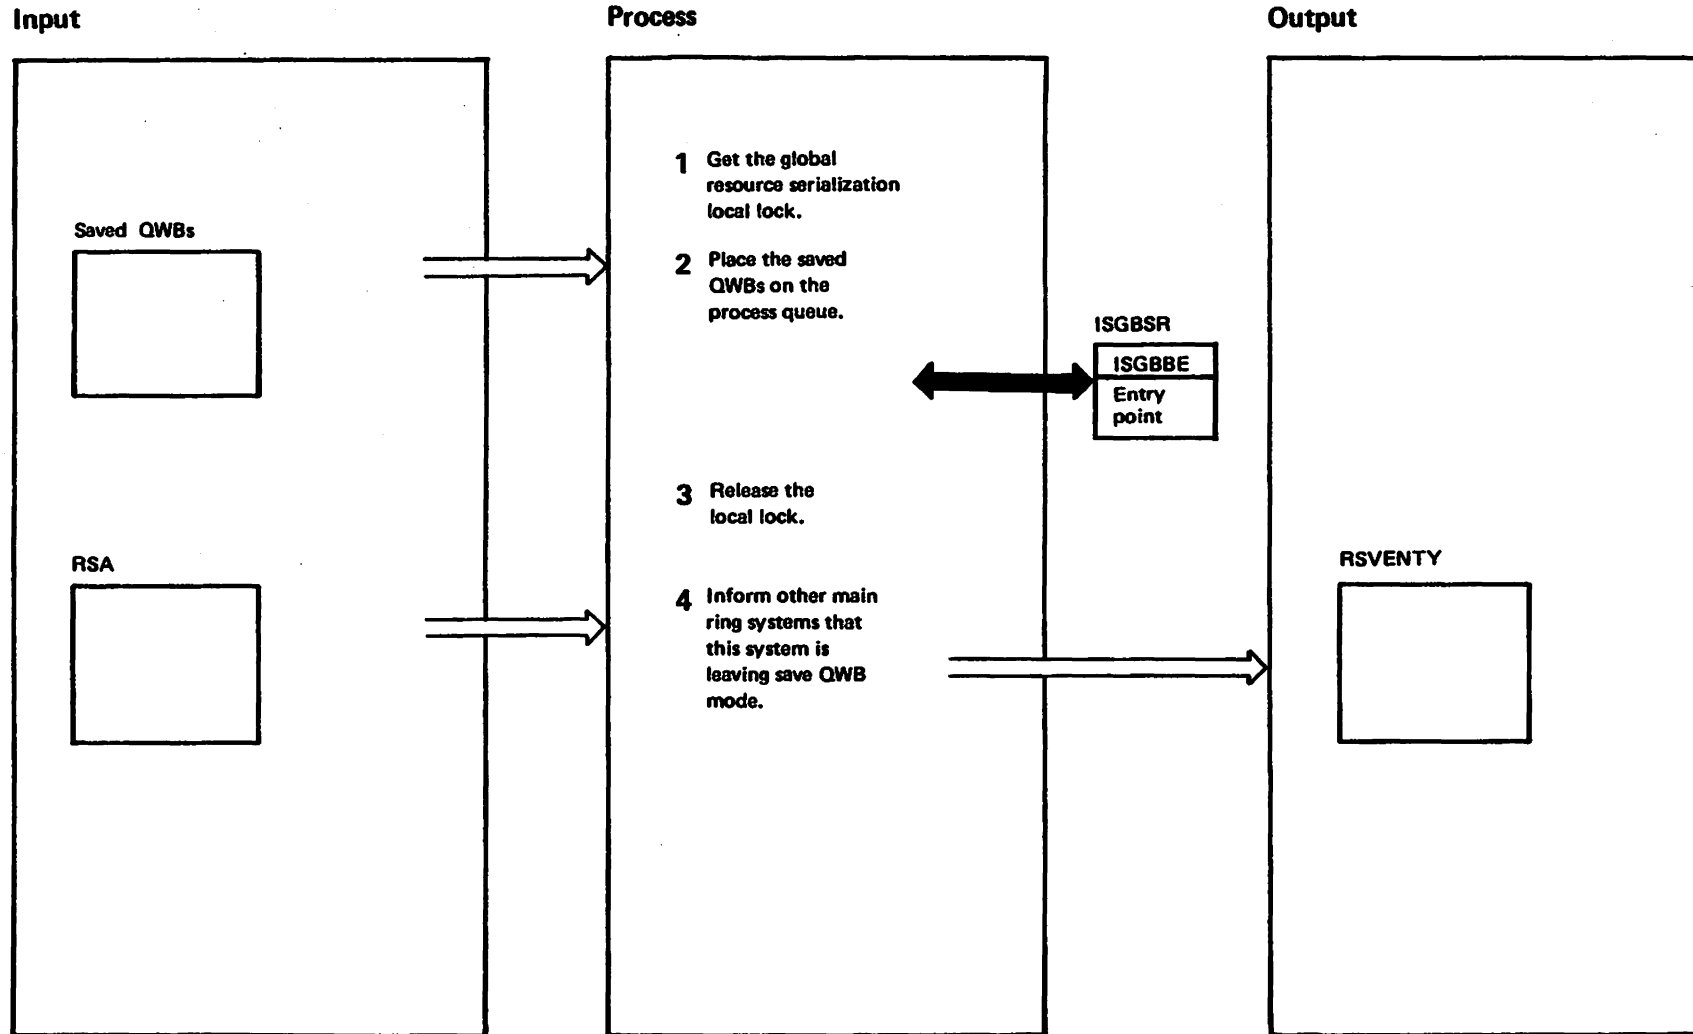 Input
Process
Output
Saved QWBs
RSA
1 Get the global
resource serialization
local lock.
2 Place the saved
QWBs on the
process queue.
ISGBSR
ISGBBE
Entry
point
3 Release the
local lock.
4 Inform other main
ring systems that
this system is
leaving save QWB
mode.
RSVENTY